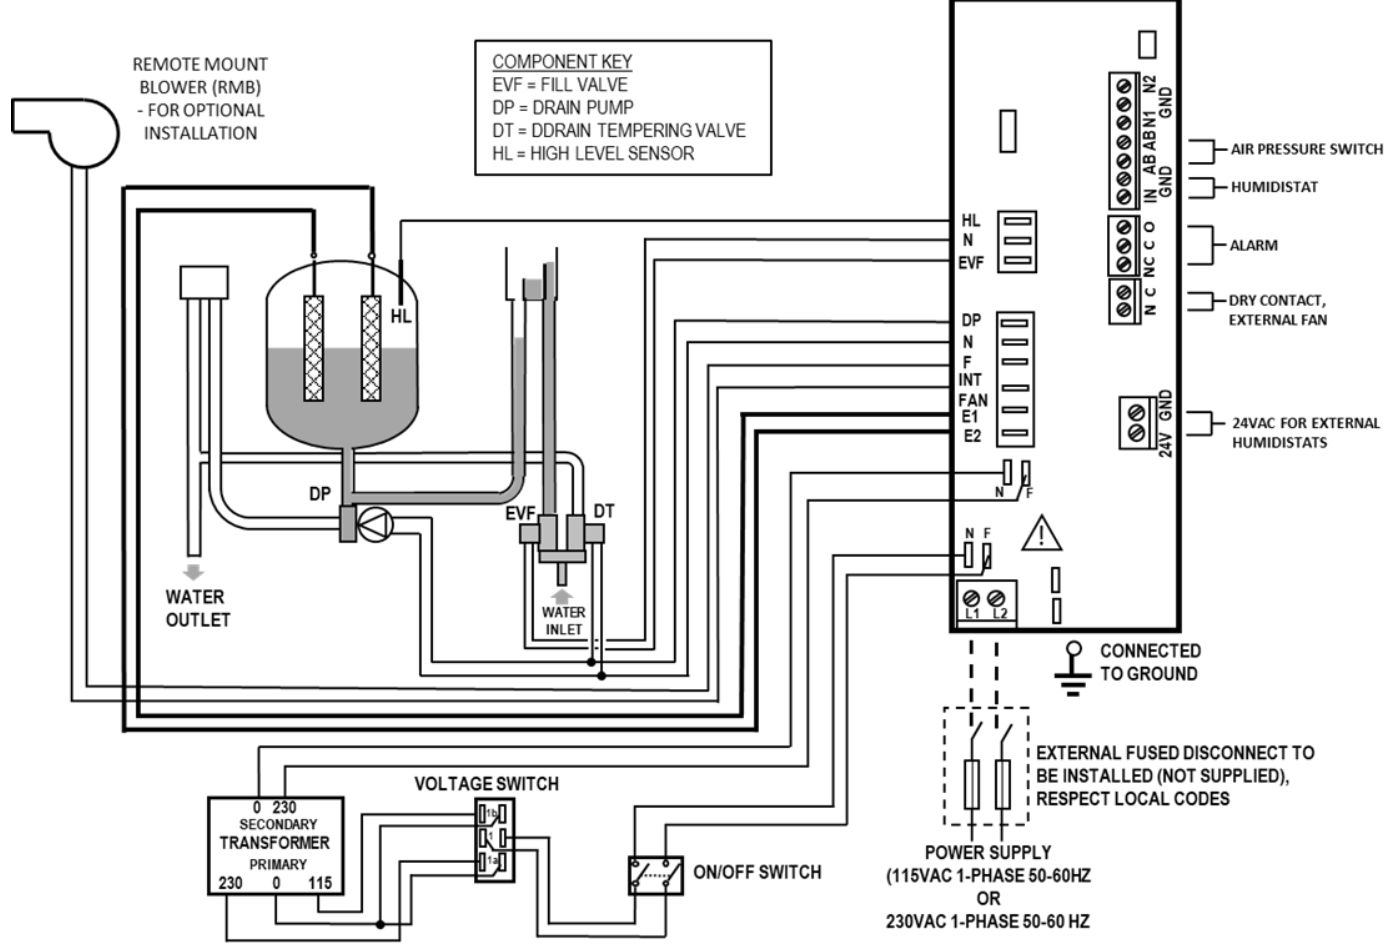 REMOTE MOUNT
BLOWER (RMB)
- FOR OPTIONAL
INSTALLATION
COMPONENT KEY
EVF = FILL VALVE
DP = DRAIN PUMP
DT = DDRAIN TEMPERING VALVE
HL = HIGH LEVEL SENSOR
N2
GND
N1
AB
AB
GND
IN
AIR PRESSURE SWITCH
HUMIDISTAT
O
C
NC
ALARM
C
N
DRY CONTACT,
EXTERNAL FAN
GND
24V
24VAC FOR EXTERNAL
HUMIDISTATS
HL
N
EVF
DP
N
F
INT
FAN
E1
E2
N F
N F
L1 L2
HL
DP
EVF
DT
WATER
OUTLET
WATER
INLET
CONNECTED
TO GROUND
EXTERNAL FUSED DISCONNECT TO
BE INSTALLED (NOT SUPPLIED),
RESPECT LOCAL CODES
POWER SUPPLY
(115VAC 1-PHASE 50-60HZ
OR
230VAC 1-PHASE 50-60 HZ
VOLTAGE SWITCH
1b
1
1a
ON/OFF SWITCH
0 230
SECONDARY
TRANSFORMER
PRIMARY
230 0 115